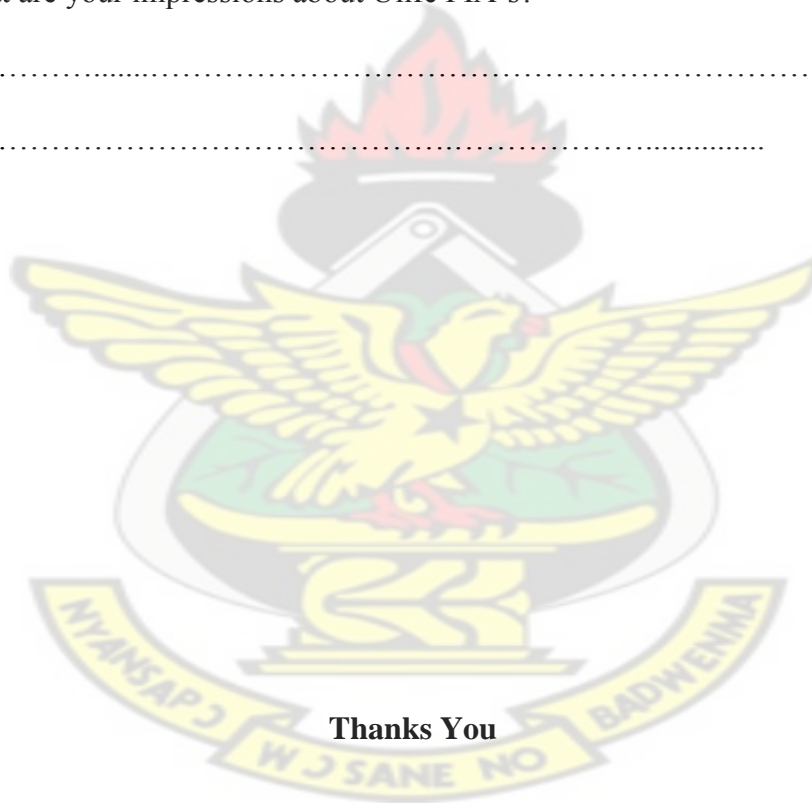 are your impressions about
……….......…………………………………………………………
…………………………………………………………...............
Thanks You
NYANSAPƆ
WƆSANE NO
BADWENMA